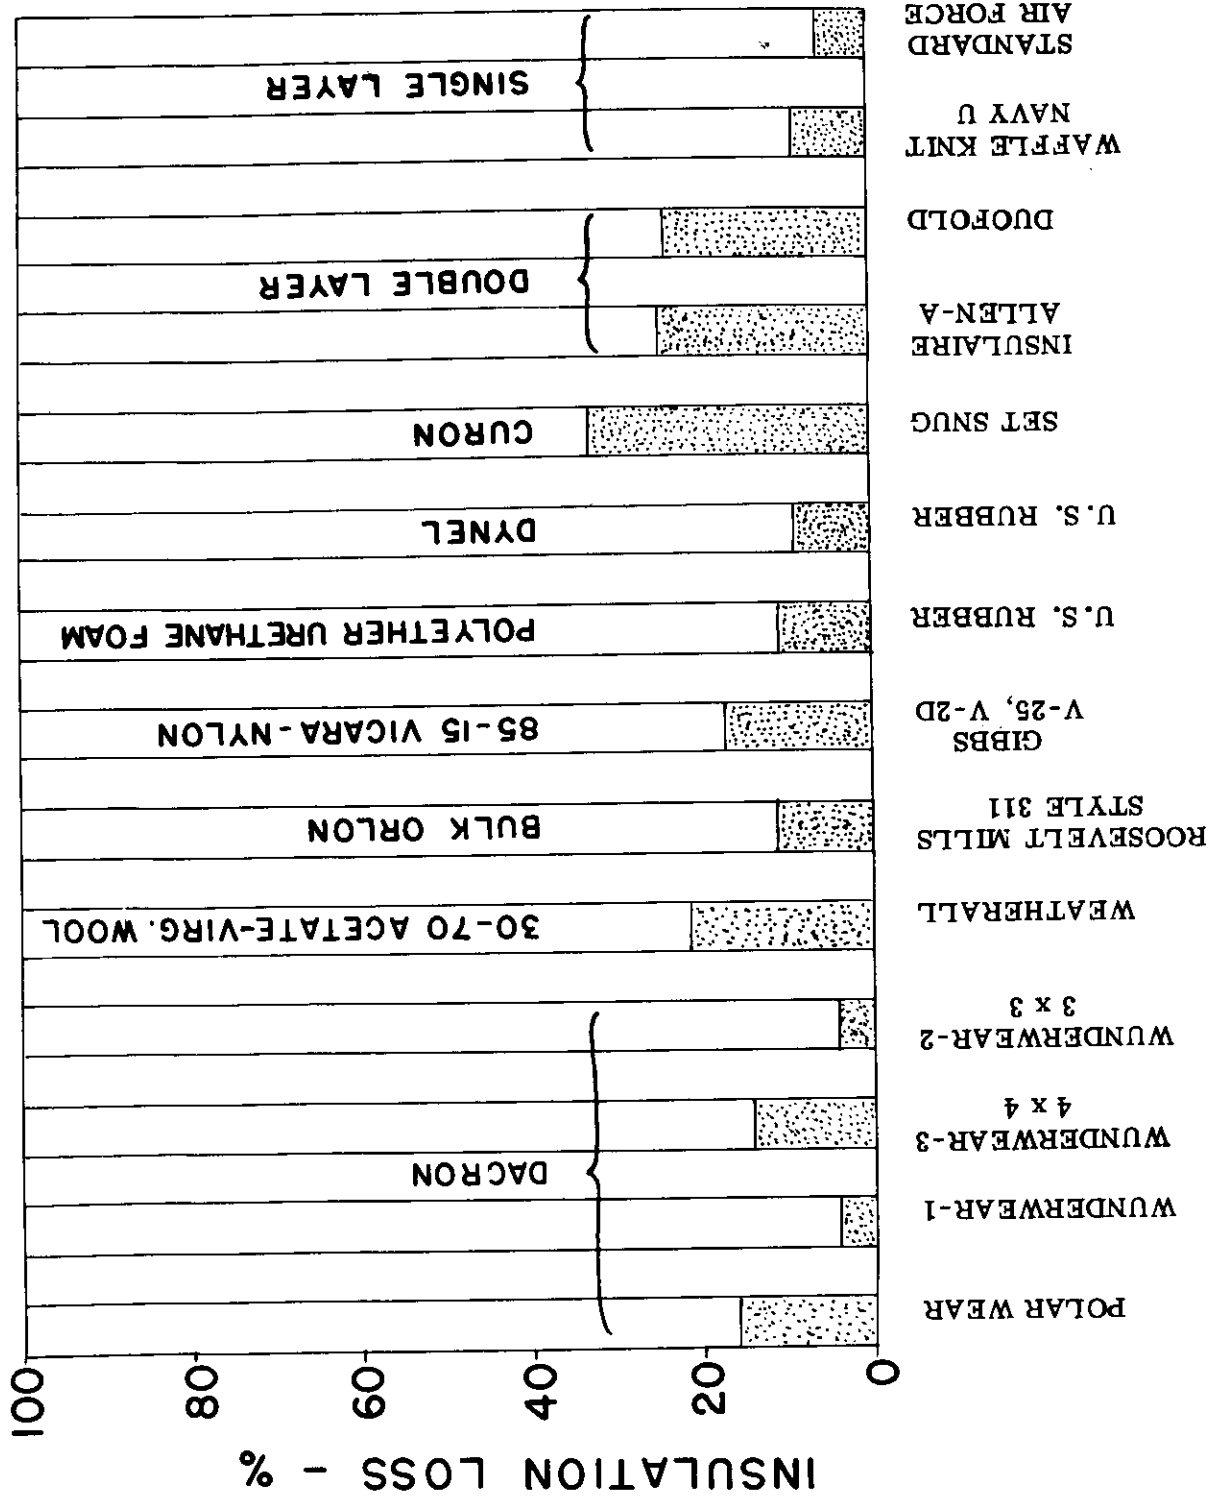 INSULATION LOSS - %
0 20 40 60 80 100
POLAR WEAR
WUNDERWEAR-1
DACRON
WUNDERWEAR-3
4 x 4
WUNDERWEAR-2
3 x 3
WEATHERALL
30-70 ACETATE-VIRG. WOOL
ROOSEVELT MILLS
STYLE 311
BULK ORLON
GIBBS
V-25, V-2D
85-15 VICARA-NYLON
U.S. RUBBER
POLYETHER URETHANE FOAM
U.S. RUBBER
DYNEL
SET SNUG
CURON
INSULAIRE
ALLEN-A
DOUBLE LAYER
DUOFOLD
WAFFLE KNIT
NAVY U
SINGLE LAYER
STANDARD
AIR FORCE